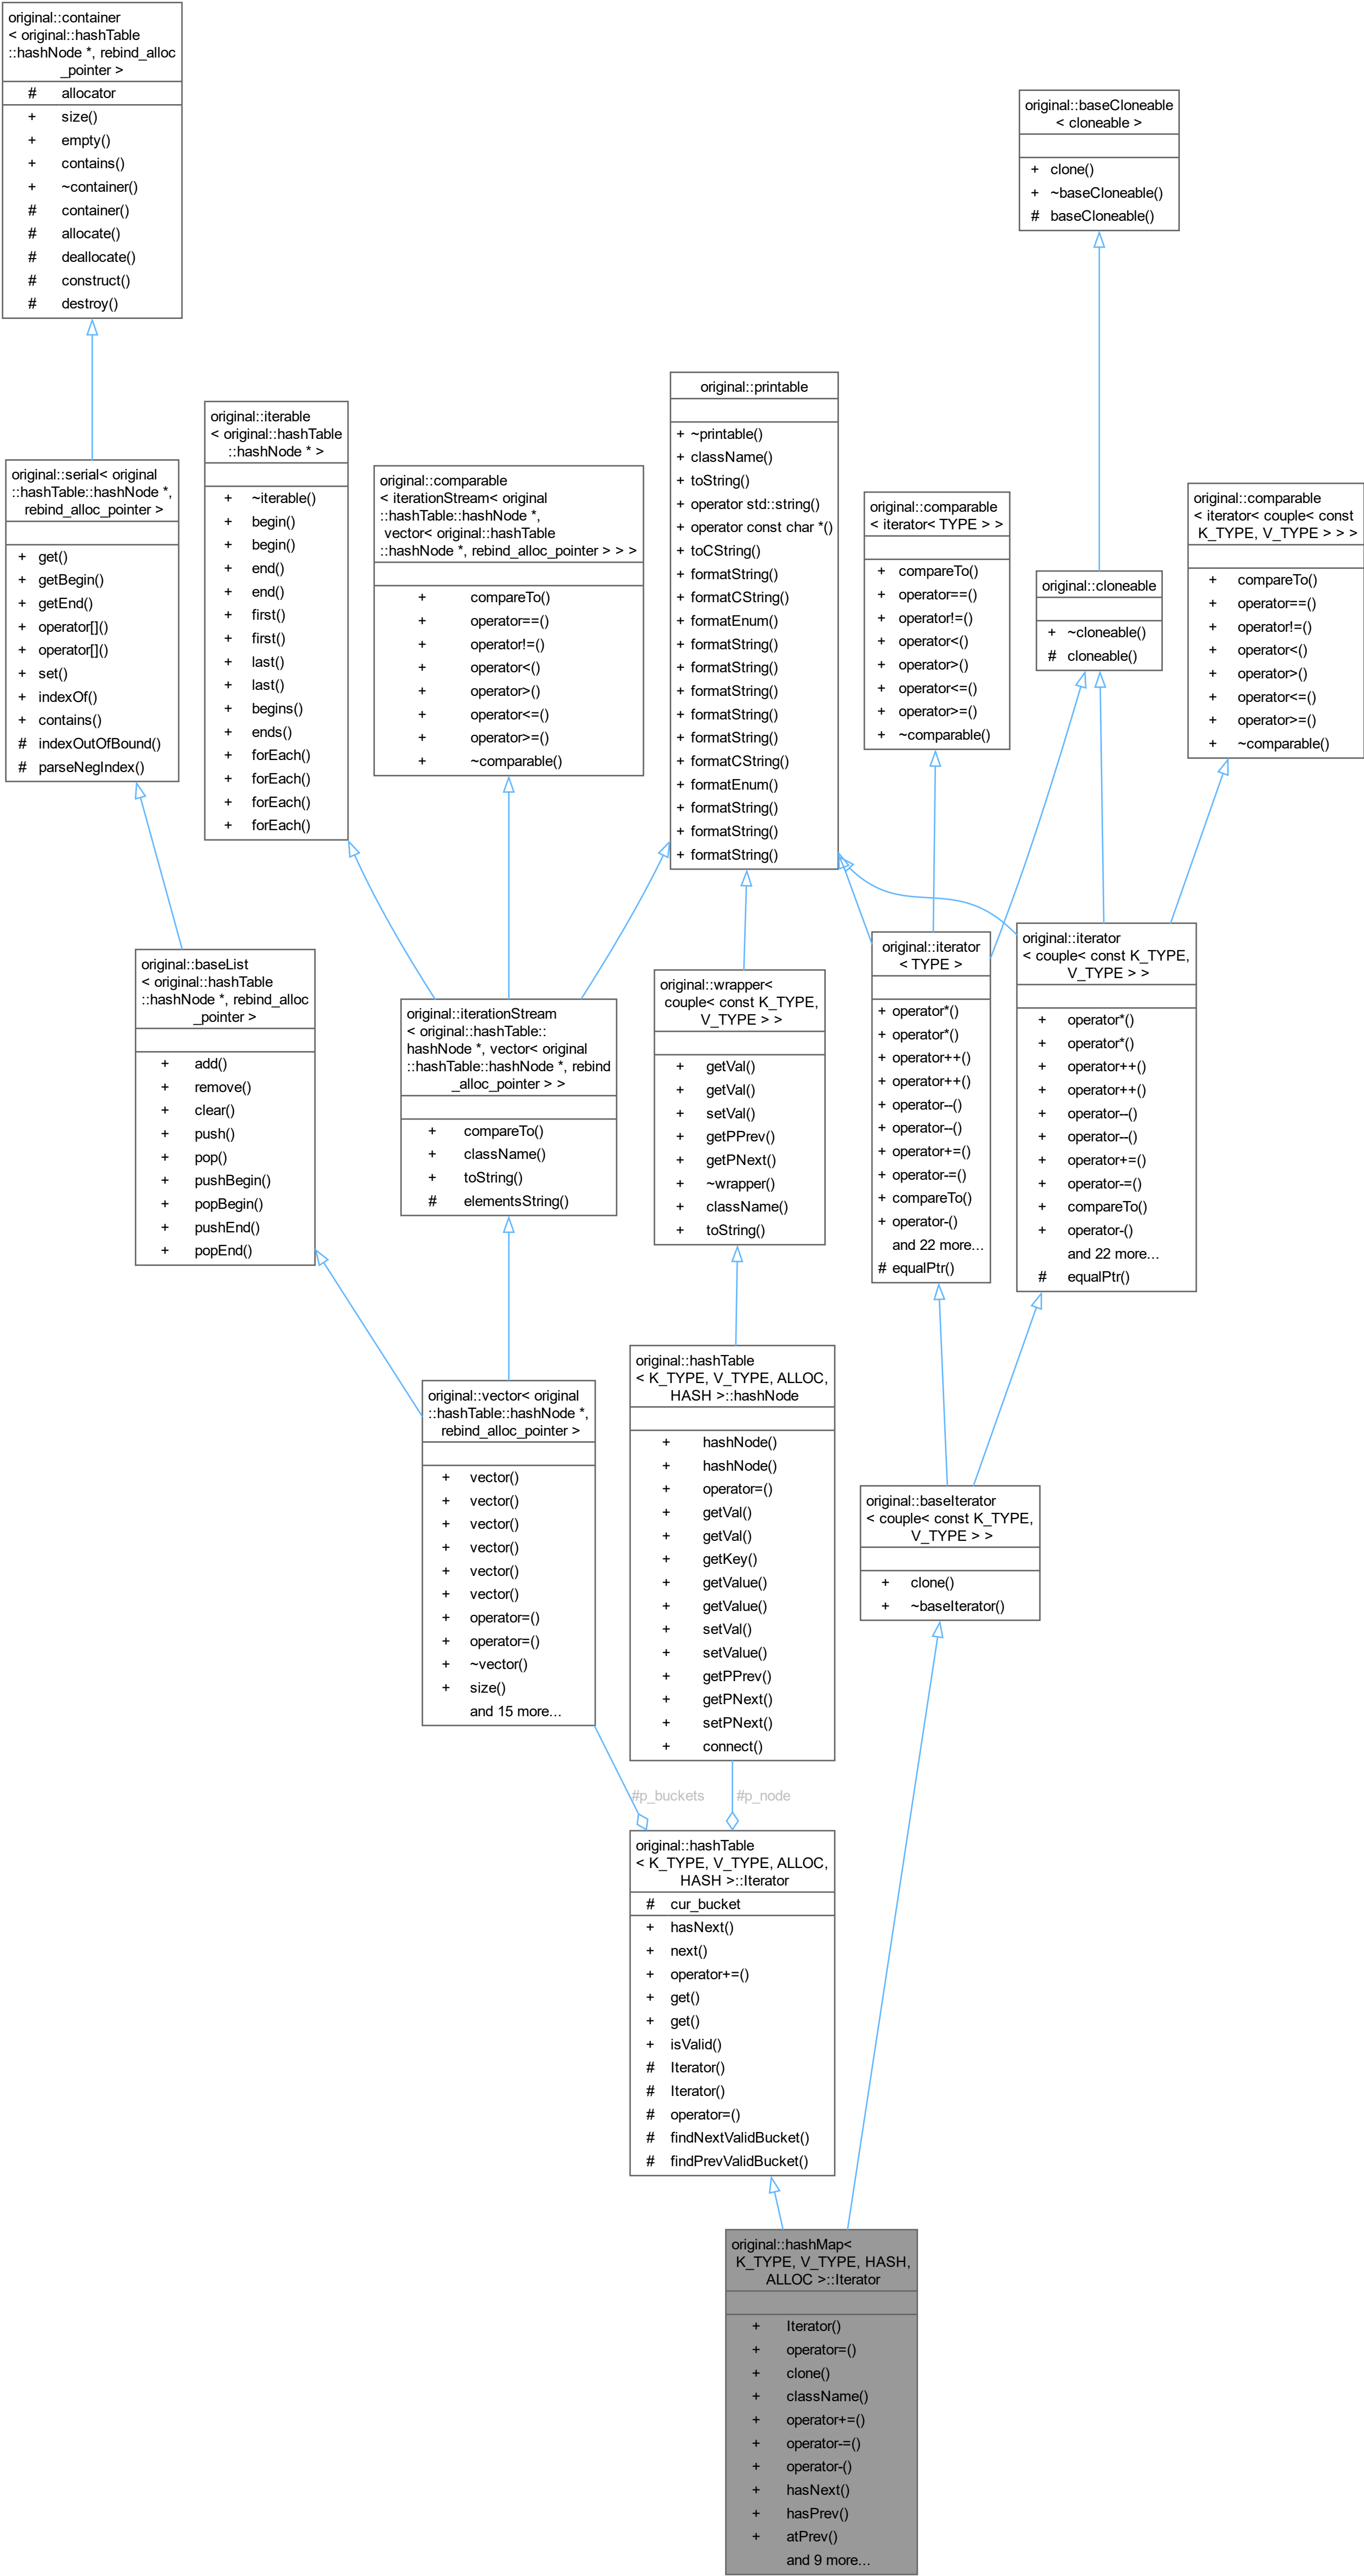 original::container
< original::hashTable
::hashNode *, rebind_alloc
_pointer >
# allocator
+ size()
+ empty()
+ contains()
+ ~container()
# container()
# allocate()
# deallocate()
# construct()
# destroy()
original::baseCloneable
< cloneable >
+ clone()
+ ~baseCloneable()
# baseCloneable()
original::serial< original
::hashTable::hashNode *,
rebind_alloc_pointer >
+ get()
+ getBegin()
+ getEnd()
+ operator[]()
+ operator[]()
+ set()
+ indexOf()
+ contains()
# indexOutOfBound()
# parseNegIndex()
original::iterable
< original::hashTable
::hashNode * >
+ ~iterable()
+ begin()
+ begin()
+ end()
+ end()
+ first()
+ first()
+ last()
+ last()
+ begins()
+ ends()
+ forEach()
+ forEach()
+ forEach()
+ forEach()
original::comparable
< iterationStream< original
::hashTable::hashNode *,
vector< original::hashTable
::hashNode *, rebind_alloc_pointer > > >
+ compareTo()
+ operator==()
+ operator!=()
+ operator<()
+ operator>()
+ operator<=()
+ operator>=()
+ ~comparable()
original::printable
+ ~printable()
+ className()
+ toString()
+ operator std::string()
+ operator const char *()
+ toCString()
+ formatString()
+ formatCString()
+ formatEnum()
+ formatString()
+ formatString()
+ formatString()
+ formatString()
+ formatString()
+ formatCString()
+ formatEnum()
+ formatString()
+ formatString()
+ formatString()
original::comparable
< iterator< TYPE > >
+ compareTo()
+ operator==()
+ operator!=()
+ operator<()
+ operator>()
+ operator<=()
+ operator>=()
+ ~comparable()
original::cloneable
+ ~cloneable()
# cloneable()
original::comparable
< iterator< couple< const
K_TYPE, V_TYPE > > >
+ compareTo()
+ operator==()
+ operator!=()
+ operator<()
+ operator>()
+ operator<=()
+ operator>=()
+ ~comparable()
original::baseList
< original::hashTable
::hashNode *, rebind_alloc
_pointer >
+ add()
+ remove()
+ clear()
+ push()
+ pop()
+ pushBegin()
+ popBegin()
+ pushEnd()
+ popEnd()
original::iterationStream
< original::hashTable::
hashNode *, vector< original
::hashTable::hashNode *, rebind
_alloc_pointer > >
+ compareTo()
+ className()
+ toString()
# elementsString()
original::wrapper<
couple< const K_TYPE,
V_TYPE > >
+ getVal()
+ getVal()
+ setVal()
+ getPPrev()
+ getPNext()
+ ~wrapper()
+ className()
+ toString()
original::iterator
< TYPE >
+ operator*()
+ operator*()
+ operator++()
+ operator++()
+ operator--()
+ operator--()
+ operator+=()
+ operator-=()
+ compareTo()
+ operator-()
and 22 more...
# equalPtr()
original::iterator
< couple< const K_TYPE,
V_TYPE > >
+ operator*()
+ operator*()
+ operator++()
+ operator++()
+ operator--()
+ operator--()
+ operator+=()
+ operator-=()
+ compareTo()
+ operator-()
and 22 more...
# equalPtr()
original::vector< original
::hashTable::hashNode *,
rebind_alloc_pointer >
+ vector()
+ vector()
+ vector()
+ vector()
+ vector()
+ vector()
+ operator=()
+ operator=()
+ ~vector()
+ size()
and 15 more...
original::hashTable
< K_TYPE, V_TYPE, ALLOC,
HASH >::hashNode
+ hashNode()
+ hashNode()
+ operator=()
+ getVal()
+ getVal()
+ getKey()
+ getValue()
+ getValue()
+ setVal()
+ setValue()
+ getPPrev()
+ getPNext()
+ setPNext()
+ connect()
original::baseIterator
< couple< const K_TYPE,
V_TYPE > >
+ clone()
+ ~baseIterator()
#p_buckets
#p_node
original::hashTable
< K_TYPE, V_TYPE, ALLOC,
HASH >::Iterator
# cur_bucket
+ hasNext()
+ next()
+ operator+=()
+ get()
+ get()
+ isValid()
# Iterator()
# Iterator()
# operator=()
# findNextValidBucket()
# findPrevValidBucket()
original::hashMap<
K_TYPE, V_TYPE, HASH,
ALLOC >::Iterator
+ Iterator()
+ operator=()
+ clone()
+ className()
+ operator+=()
+ operator-=()
+ operator-()
+ hasNext()
+ hasPrev()
+ atPrev()
and 9 more...